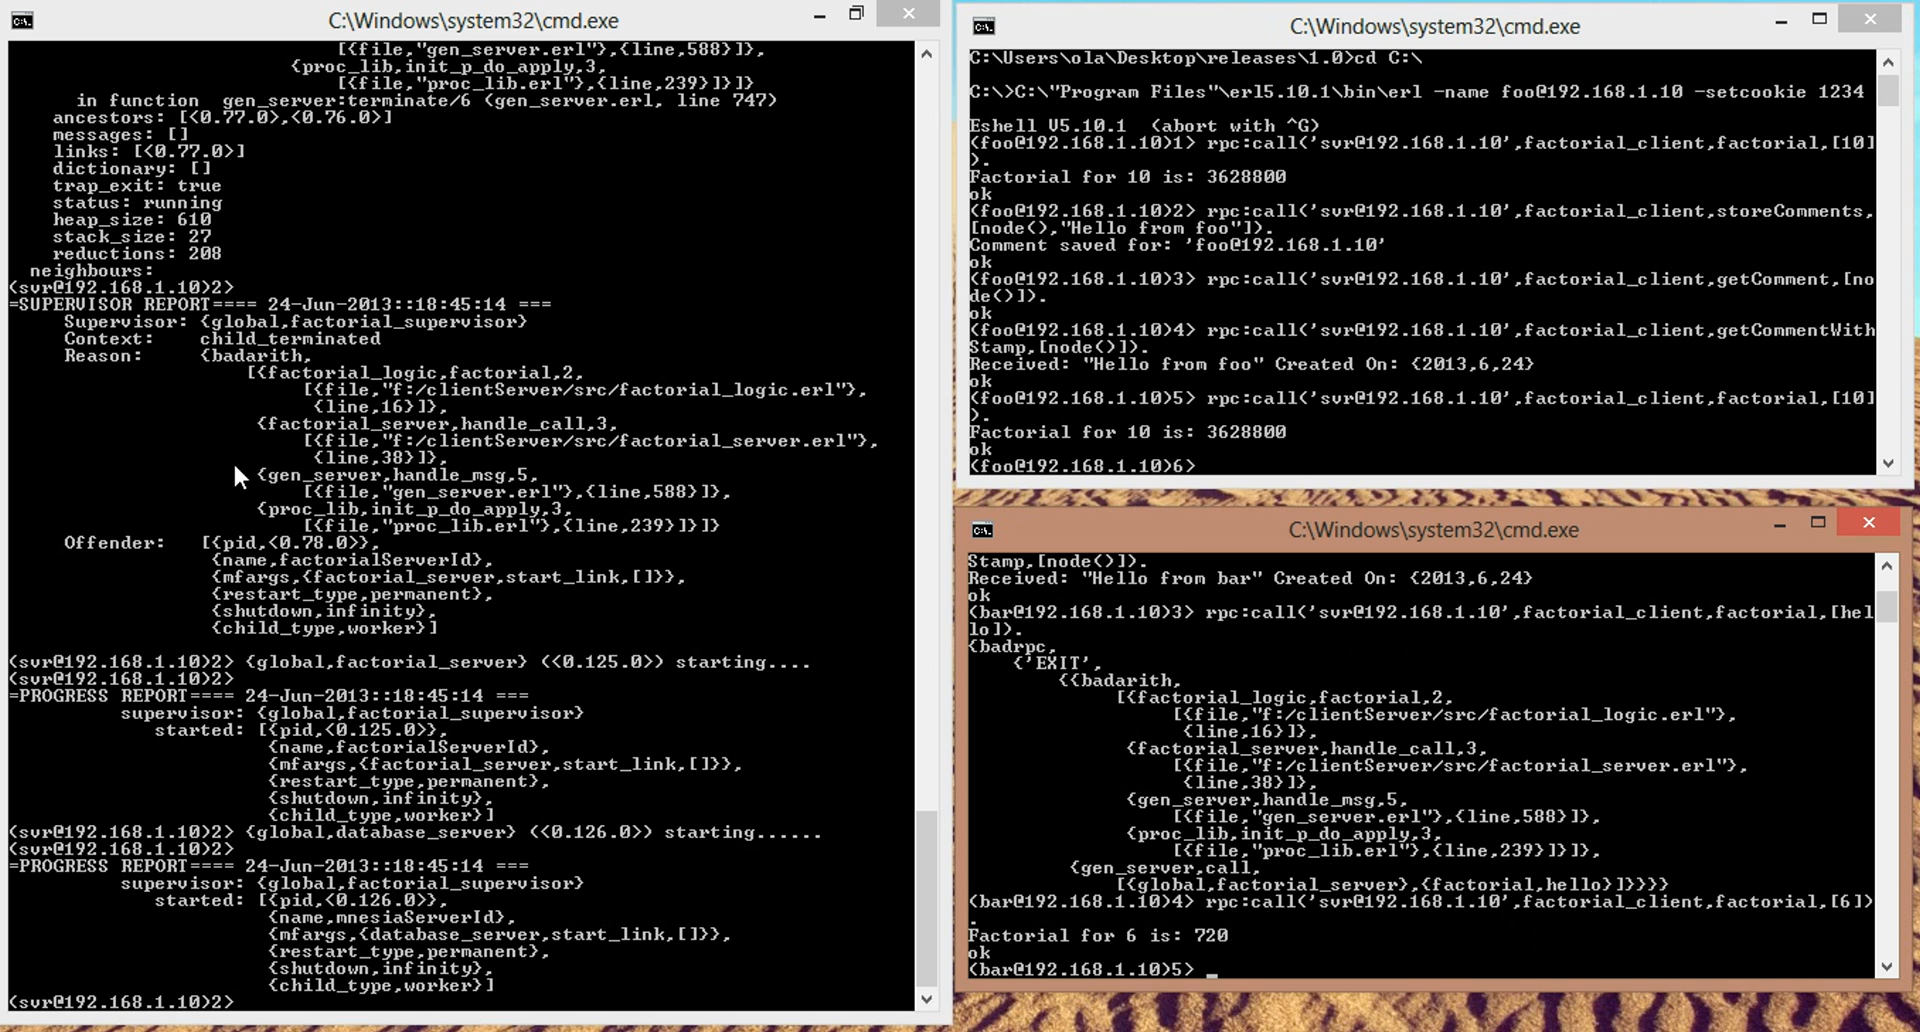 C:\Windows\system32\cmd.exe
[{file,"gen_server.erl"},{line,588}]},
{proc_lib,init_p_do_apply,3,
[{file,"proc_lib.erl"},{line,239}]}]}
in function  gen_server:terminate/6 (gen_server.erl, line 747)
ancestors: [<0.77.0>,<0.76.0>]
messages: []
links: [<0.77.0>]
dictionary: []
trap_exit: true
status: running
heap_size: 610
stack_size: 27
reductions: 208
neighbours:
(svr@192.168.1.10)2>
=SUPERVISOR REPORT==== 24-Jun-2013::18:45:14 ===
Supervisor: {global,factorial_supervisor}
Context:    child_terminated
Reason:     {badarith,
[{factorial_logic,factorial,2,
[{file,"f:/clientServer/src/factorial_logic.erl"},
{line,16}]},
{factorial_server,handle_call,3,
[{file,"f:/clientServer/src/factorial_server.erl"},
{line,38}]},
{gen_server,handle_msg,5,
[{file,"gen_server.erl"},{line,588}]},
{proc_lib,init_p_do_apply,3,
[{file,"proc_lib.erl"},{line,239}]}]}
Offender:   [{pid,<0.78.0>},
{name,factorialServerId},
{mfargs,{factorial_server,start_link,[]}},
{restart_type,permanent},
{shutdown,infinity},
{child_type,worker}]
(svr@192.168.1.10)2> {global,factorial_server} (<0.125.0>) starting....
(svr@192.168.1.10)2>
=PROGRESS REPORT==== 24-Jun-2013::18:45:14 ===
supervisor: {global,factorial_supervisor}
started: [{pid,<0.125.0>},
{name,factorialServerId},
{mfargs,{factorial_server,start_link,[]}},
{restart_type,permanent},
{shutdown,infinity},
{child_type,worker}]
(svr@192.168.1.10)2> {global,database_server} (<0.126.0>) starting......
(svr@192.168.1.10)2>
=PROGRESS REPORT==== 24-Jun-2013::18:45:14 ===
supervisor: {global,factorial_supervisor}
started: [{pid,<0.126.0>},
{name,mnesiaServerId},
{mfargs,{database_server,start_link,[]}},
{restart_type,permanent},
{shutdown,infinity},
{child_type,worker}]
(svr@192.168.1.10)2>
C:\Windows\system32\cmd.exe
C:\Users\ola\Desktop\releases\1.0>cd C:\
C:\>C:\"Program Files"\erl5.10.1\bin\erl -name foo@192.168.1.10 -setcookie 1234
Eshell V5.10.1  (abort with ^G)
(foo@192.168.1.10)1> rpc:call('svr@192.168.1.10',factorial_client,factorial,[10]
).
Factorial for 10 is: 3628800
ok
(foo@192.168.1.10)2> rpc:call('svr@192.168.1.10',factorial_client,storeComments,
[node(),"Hello from foo"]).
Comment saved for: 'foo@192.168.1.10'
ok
(foo@192.168.1.10)3> rpc:call('svr@192.168.1.10',factorial_client,getComment,[no
de()]).
ok
(foo@192.168.1.10)4> rpc:call('svr@192.168.1.10',factorial_client,getCommentWith
Stamp,[node()]).
Received: "Hello from foo" Created On: {2013,6,24}
ok
(foo@192.168.1.10)5> rpc:call('svr@192.168.1.10',factorial_client,factorial,[10]
).
Factorial for 10 is: 3628800
ok
(foo@192.168.1.10)6>
C:\Windows\system32\cmd.exe
Stamp,[node()]).
Received: "Hello from bar" Created On: {2013,6,24}
ok
(bar@192.168.1.10)3> rpc:call('svr@192.168.1.10',factorial_client,factorial,[hel
lo]).
{badrpc,
{'EXIT',
{{badarith,
[{factorial_logic,factorial,2,
[{file,"f:/clientServer/src/factorial_logic.erl"},
{line,16}]},
{factorial_server,handle_call,3,
[{file,"f:/clientServer/src/factorial_server.erl"},
{line,38}]},
{gen_server,handle_msg,5,
[{file,"gen_server.erl"},{line,588}]},
{proc_lib,init_p_do_apply,3,
[{file,"proc_lib.erl"},{line,239}]}]},
{gen_server,call,
[{global,factorial_server},{factorial,hello}]}}}}
(bar@192.168.1.10)4> rpc:call('svr@192.168.1.10',factorial_client,factorial,[6])
.
Factorial for 6 is: 720
ok
(bar@192.168.1.10)5> _